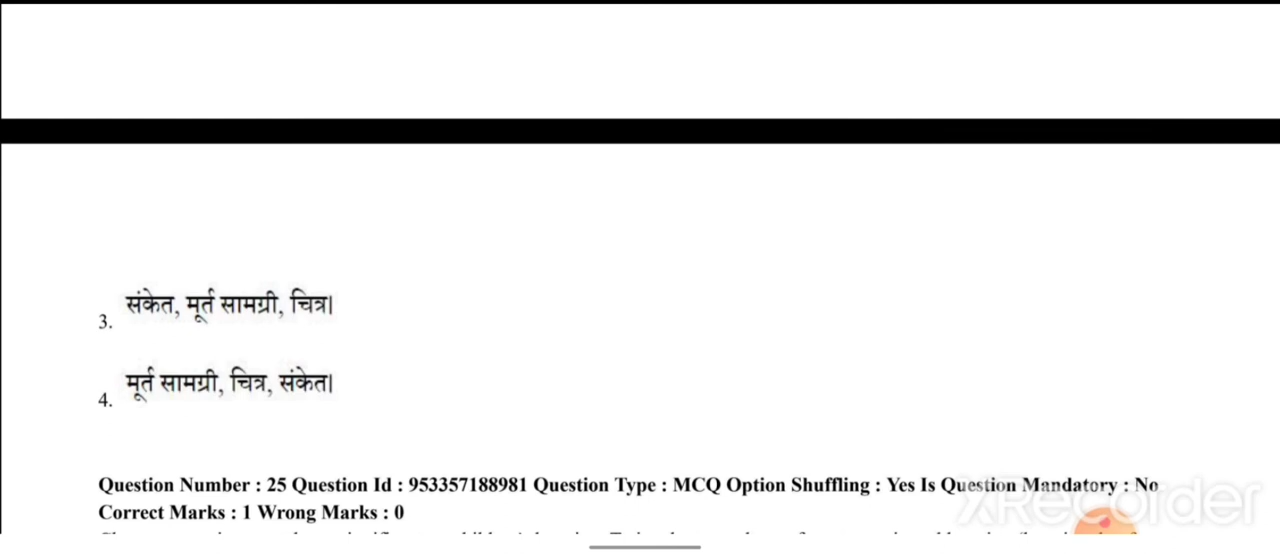 संकेत, मूर्त सामग्री, चित्र।
3.
मूर्त सामग्री, चित्र, संकेत।
4.
Question Number : 25 Question Id : 953357188981 Question Type : MCQ Option Shuffling : Yes Is Question Mandatory : No
Correct Marks : 1 Wrong Marks : 0
XRecorder